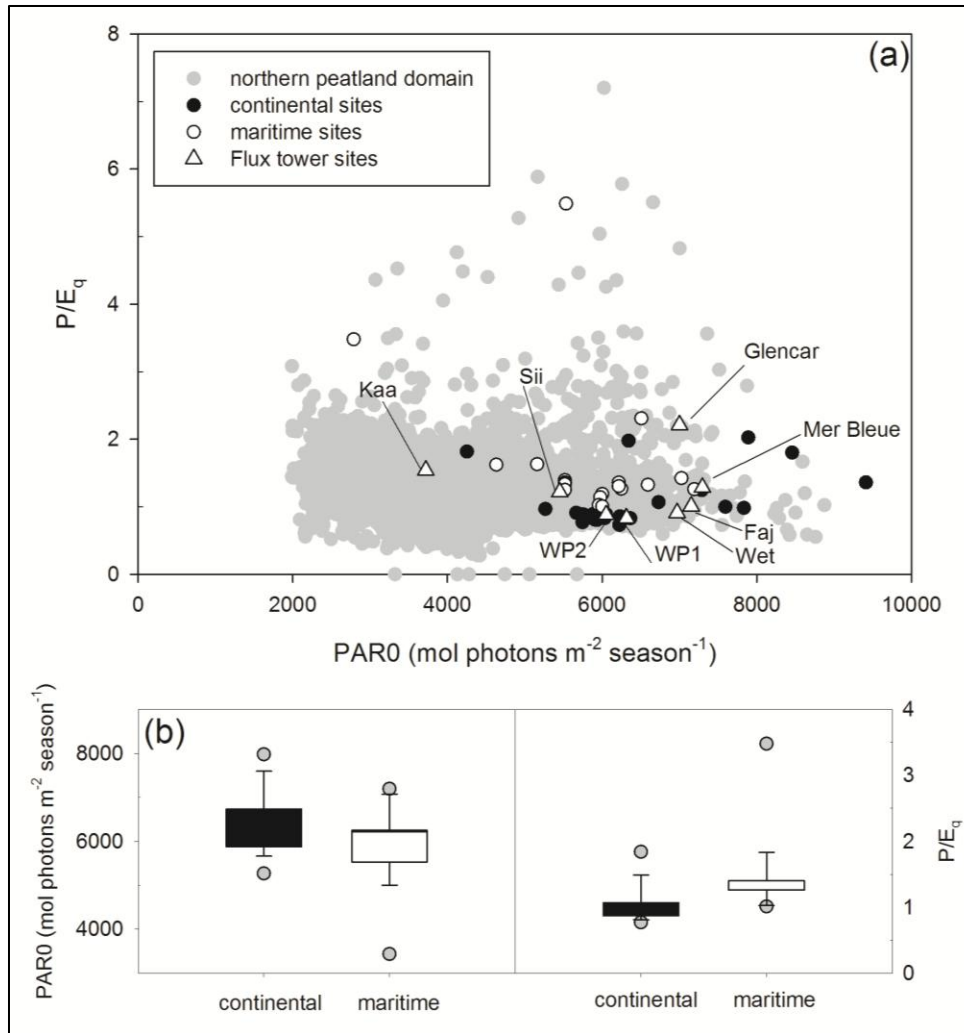 (a)
8
6
4
2
0
P/Eq
northern peatland domain
continental sites
maritime sites
Flux tower sites
Glencar
Sii
Kaa
Mer Bleue
Faj
Wet
WP1
WP2
0 2000 4000 6000 8000 10000
PAR0 (mol photons m⁻² season⁻¹)
(b)
PAR0 (mol photons m⁻² season⁻¹)
8000
6000
4000
4
3
2
1
0
P/Eq
continental maritime continental maritime